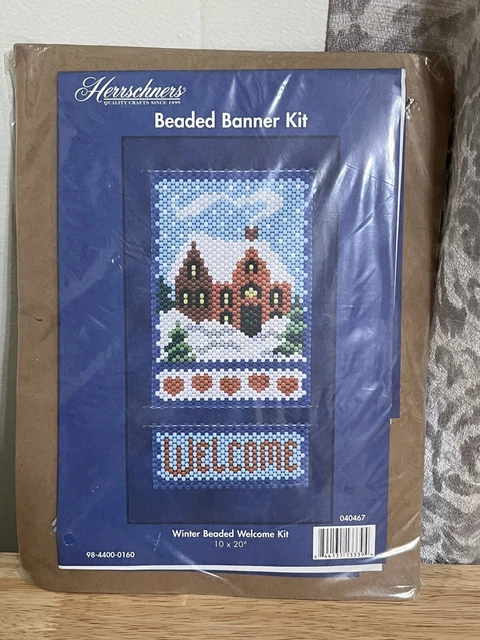 Herrschners
QUALITY CRAFTS SINCE 1899
Beaded Banner Kit
WELCOME
040467
Winter Beaded Welcome Kit
10 x 20"
98-4400-0160